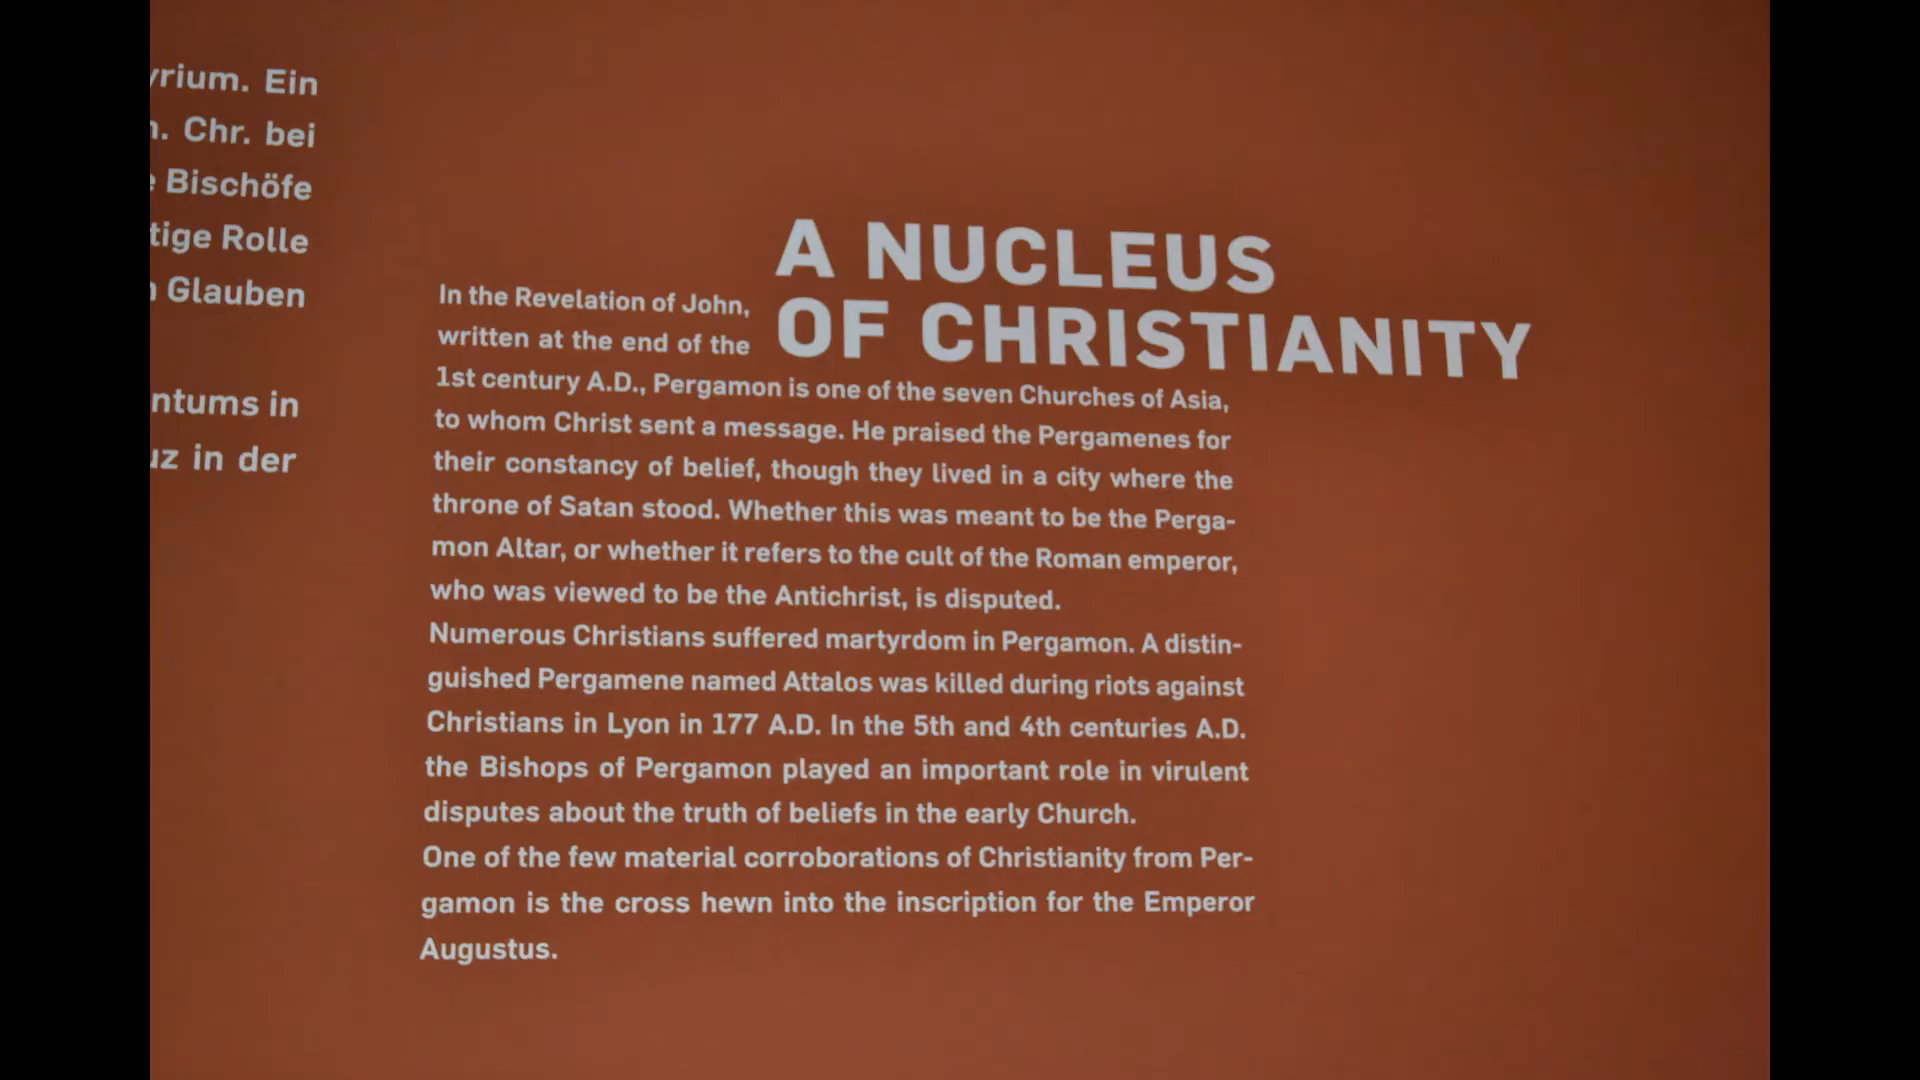 Ein
Chr. bei
Bischöfe
Rolle
Glauben
in
in der
A NUCLEUS
OF CHRISTIANITY
In the Revelation of John,
written at the end of the
1st century A.D., Pergamon is one of the seven Churches of Asia,
to whom Christ sent a message. He praised the Pergamenes for
their constancy of belief, though they lived in a city where the
throne of Satan stood. Whether this was meant to be the Perga-
mon Altar, or whether it refers to the cult of the Roman emperor,
who was viewed to be the Antichrist, is disputed.
Numerous Christians suffered martyrdom in Pergamon. A distin-
guished Pergamene named Attalos was killed during riots against
Christians in Lyon in 177 A.D. In the 5th and 4th centuries A.D.
the Bishops of Pergamon played an important role in virulent
disputes about the truth of beliefs in the early Church.
One of the few material corroborations of Christianity from Per-
gamon is the cross hewn into the inscription for the Emperor
Augustus.